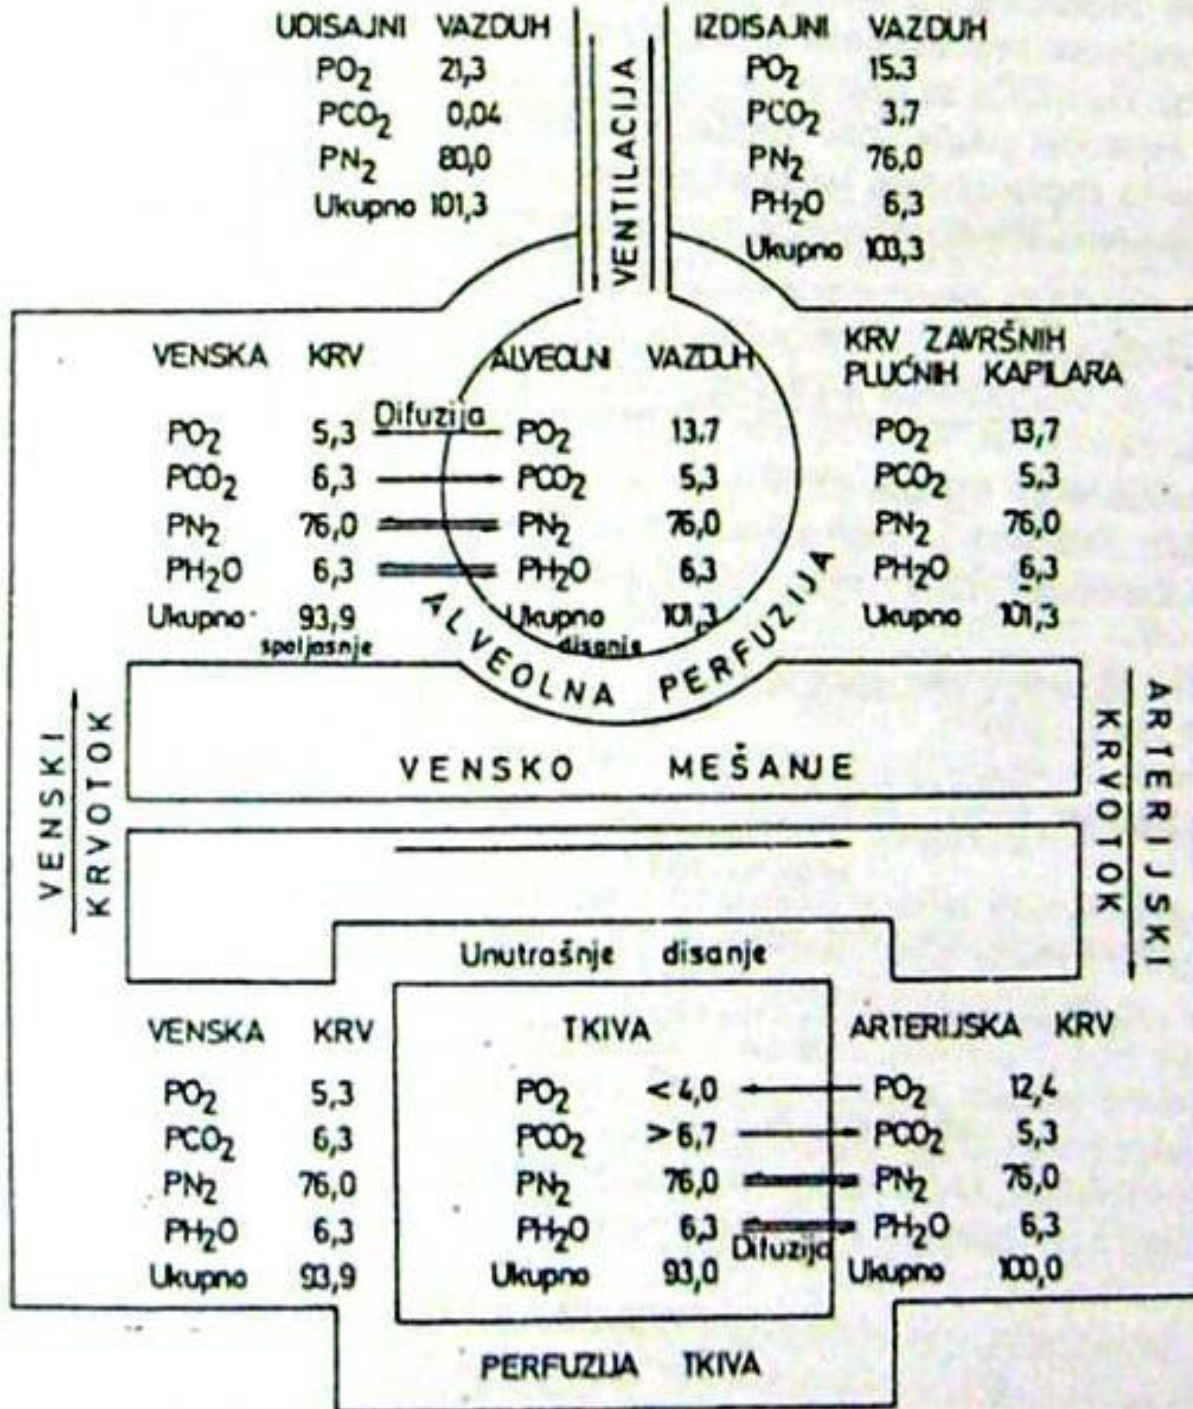 UDISAJNI VAZDUH
PO2 21,3
PCO2 0,04
PN2 80,0
Ukupno 101,3
VENTILACIJA
IZDISAJNI VAZDUH
PO2 15.3
PCO2 3.7
PN2 76,0
PH2O 6,3
Ukupno 103,3
VENSKA KRV
PO2 5,3
PCO2 6,3
PN2 76,0
PH2O 6,3
Ukupno 93,9
Difuzija
ALVEOLNI VAZDUH
PO2 13.7
PCO2 5,3
PN2 76,0
PH2O 6,3
Ukupno 101,3
spoljasnje disanje
ALVEOLNA PERFUZIJA
KRV ZAVRŠNIH
PLUĆNIH KAPILARA
PO2 13,7
PCO2 5,3
PN2 76,0
PH2O 6,3
Ukupno 101,3
VENSKI
KRVOTOK
VENSKO MEŠANJE
ARTERIJSKI
KRVOTOK
Unutrašnje disanje
VENSKA KRV
PO2 5,3
PCO2 6,3
PN2 76,0
PH2O 6,3
Ukupno 93,9
TKIVA
PO2 <4,0
PCO2 >6,7
PN2 76,0
PH2O 6,3
Ukupno 93,0
Difuzija
ARTERIJSKA KRV
PO2 12,4
PCO2 5,3
PN2 76,0
PH2O 6,3
Ukupno 100,0
PERFUZIJA TKIVA